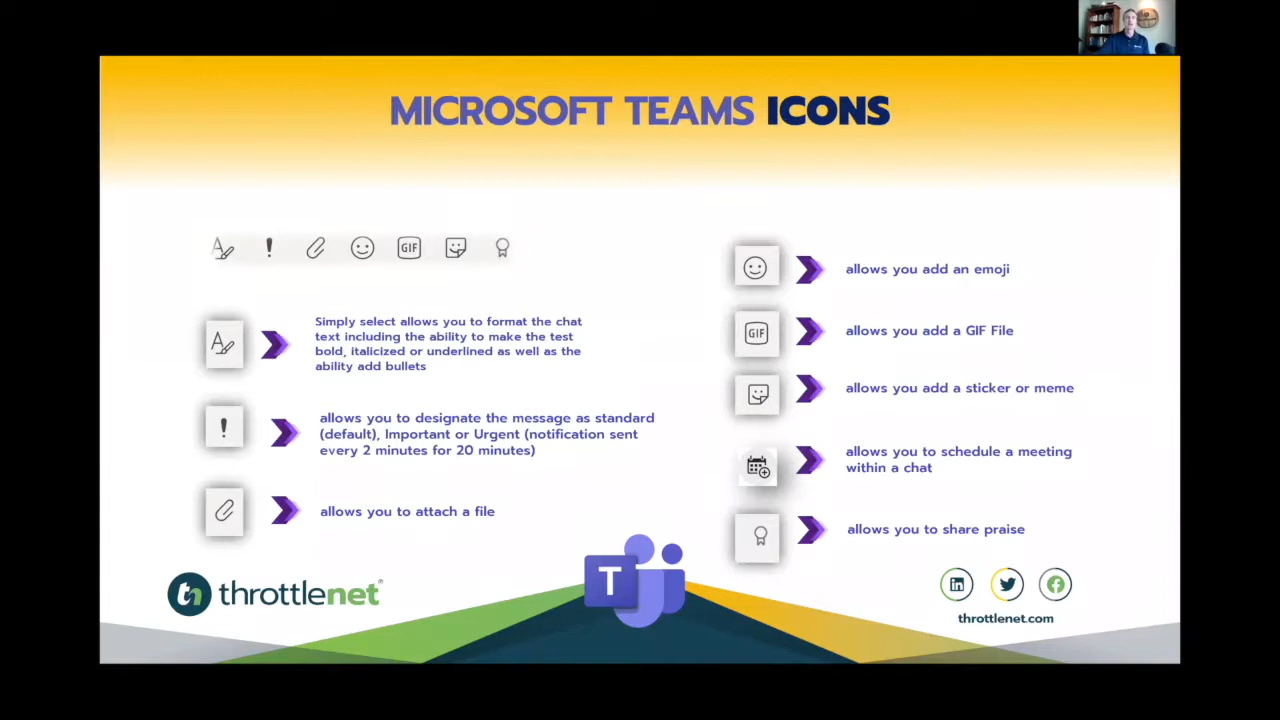 MICROSOFT TEAMS ICONS
GIF
Simply select allows you to format the chat
text including the ability to make the test
bold, italicized or underlined as well as the
ability add bullets
allows you to designate the message as standard
(default), Important or Urgent (notification sent
every 2 minutes for 20 minutes)
allows you to attach a file
allows you add an emoji
GIF
allows you add a GIF File
allows you add a sticker or meme
allows you to schedule a meeting
within a chat
allows you to share praise
T
tn throttlenet®
in
throttlenet.com